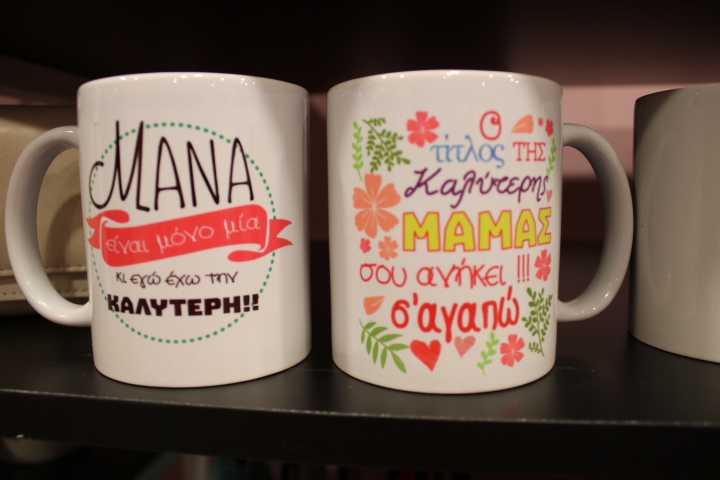 ΜΑΝΑ
είναι μόνο μία
κι εγώ έχω την
ΚΑΛΥΤΕΡΗ!!
Ο
τίτλος ΤΗΣ
Καλύτερης
ΜΑΜΑΣ
σου ανήκει !!!
σ'αγαπώ